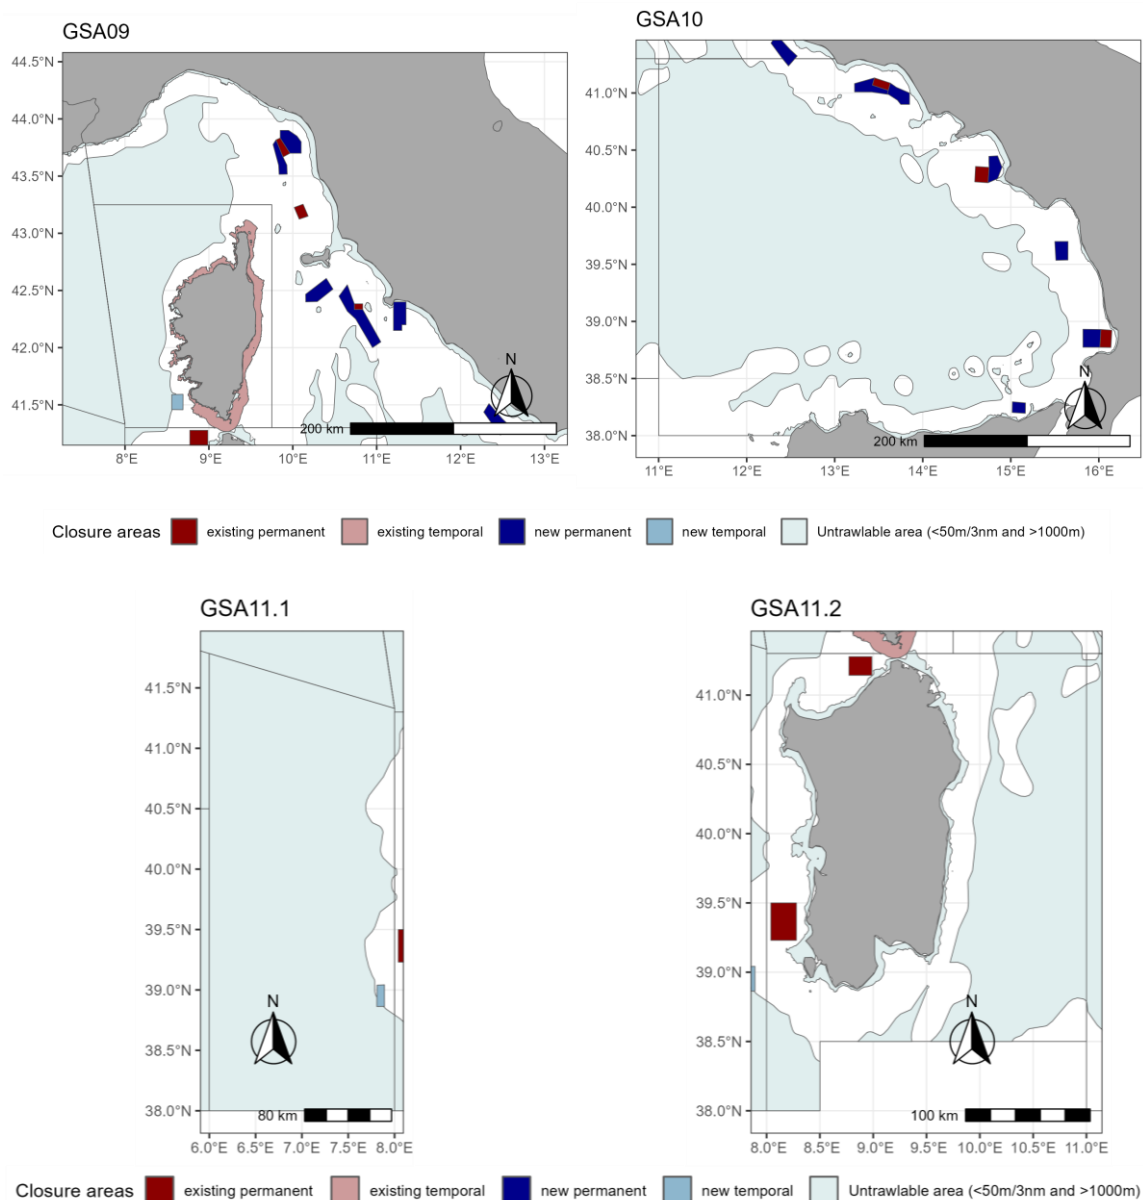 GSA09
44.5°N
44.0°N
43.5°N
43.0°N
42.5°N
42.0°N
41.5°N
N
200 km
8°E 9°E 10°E 11°E 12°E 13°E
GSA10
41.0°N
40.5°N
40.0°N
39.5°N
39.0°N
38.5°N
38.0°N
N
200 km
11°E 12°E 13°E 14°E 15°E 16°E
Closure areas existing permanent existing temporal new permanent new temporal Untrawlable area (<50m/3nm and >1000m)
GSA11.1
41.5°N
41.0°N
40.5°N
40.0°N
39.5°N
39.0°N
38.5°N
38.0°N
N
80 km
6.0°E 6.5°E 7.0°E 7.5°E 8.0°E
GSA11.2
41.0°N
40.5°N
40.0°N
39.5°N
39.0°N
38.5°N
38.0°N
N
100 km
8.0°E 8.5°E 9.0°E 9.5°E 10.0°E 10.5°E 11.0°E
Closure areas existing permanent existing temporal new permanent new temporal Untrawlable area (<50m/3nm and >1000m)